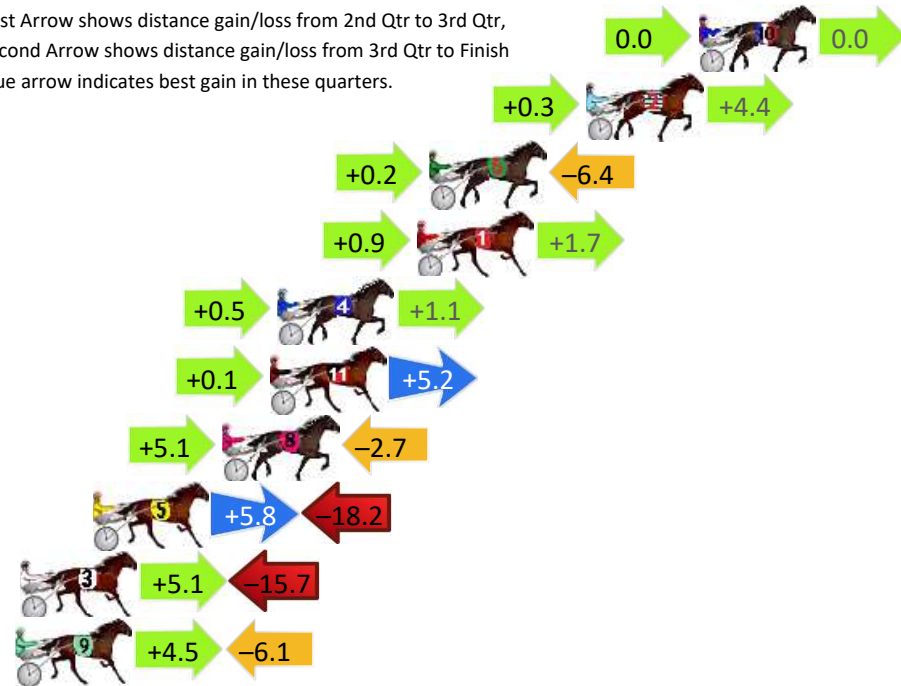 st Arrow shows distance gain/loss from 2nd Qtr to 3rd Qtr,
cond Arrow shows distance gain/loss from 3rd Qtr to Finish
ue arrow indicates best gain in these quarters.
0.0 10 0.0
+0.3 2 +4.4
+0.2 –6.4
+0.9 1 +1.7
+0.5 4 +1.1
+0.1 11 +5.2
+5.1 8 –2.7
5 +5.8 –18.2
3 +5.1 –15.7
9 +4.5 –6.1